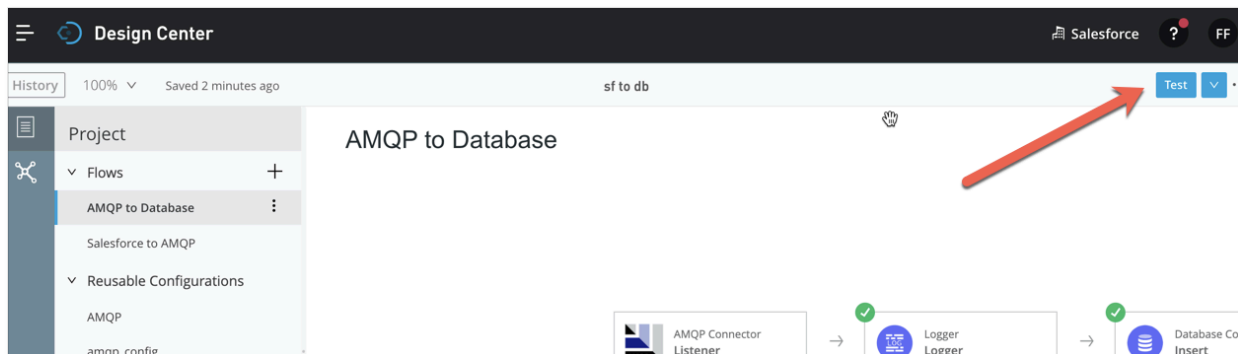 Design Center
Salesforce
?
FF
History
100%
Saved 2 minutes ago
sf to db
Test
Project
AMQP to Database
Flows
AMQP to Database
Salesforce to AMQP
Reusable Configurations
AMQP
amqp_config
AMQP Connector
Listener
LOG
Logger
Logger
Database Co
Insert